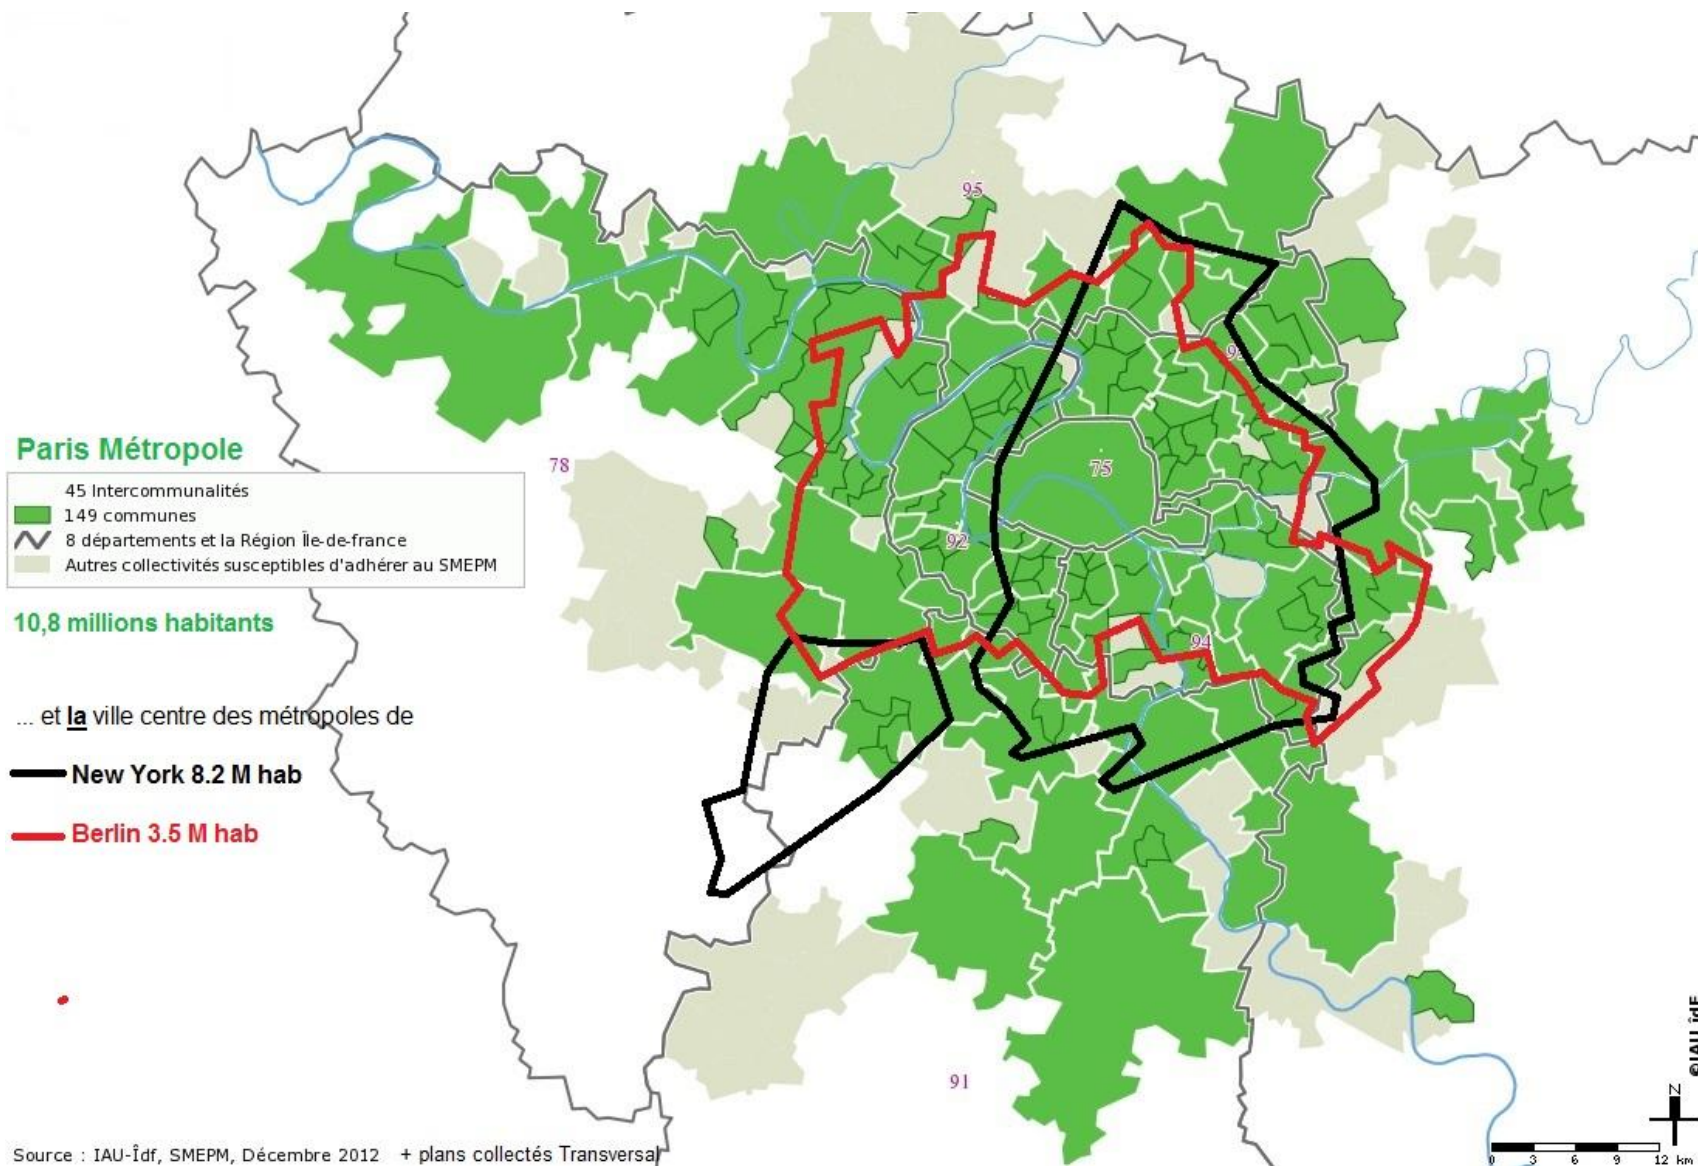 95
9
Paris Métropole
78
75
45 Intercommunalités
149 communes
8 départements et la Région Île-de-france
92
Autres collectivités susceptibles d'adhérer au SMEPM
10,8 millions habitants
94
... et la ville centre des métropoles de
New York 8.2 M hab
Berlin 3.5 M hab
91
©IAU îdF
N
Source : IAU-Îdf, SMEPM, Décembre 2012 + plans collectés Transversal
0 3 6 9 12 km